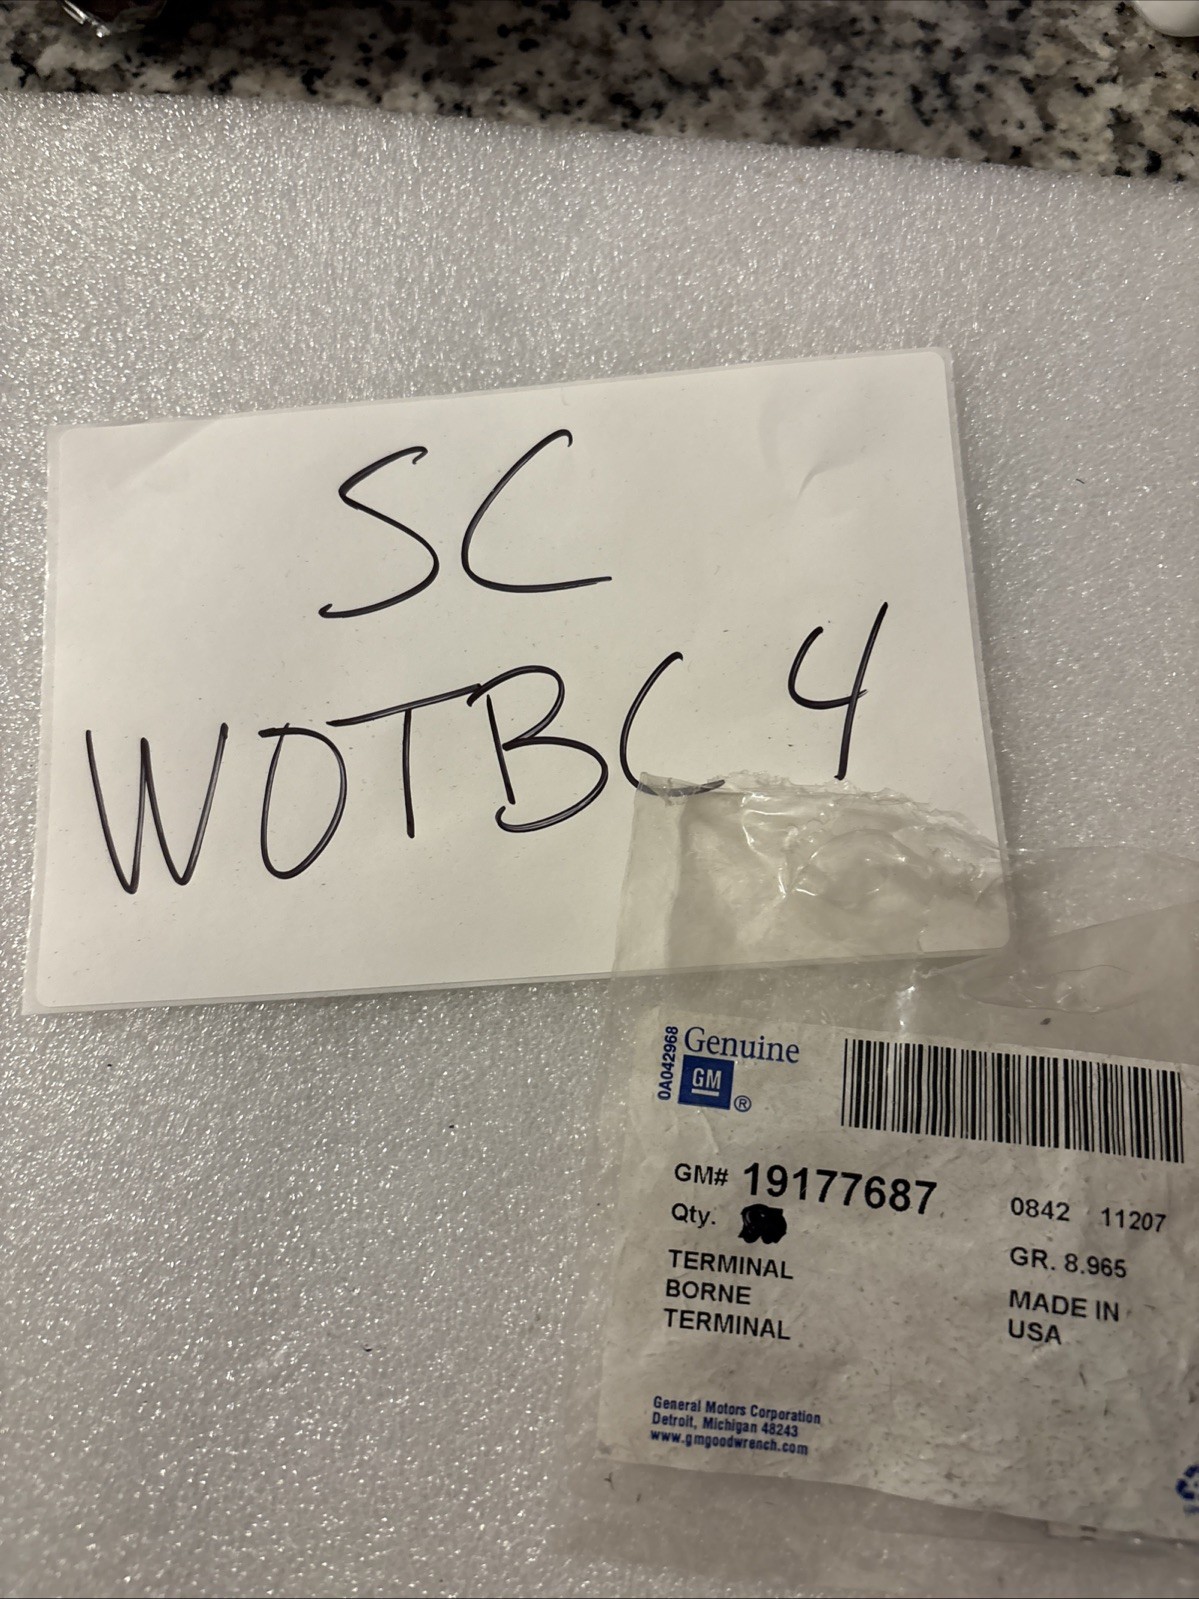 SC
WOTBC 4
0A042968
Genuine
GM ®
GM# 19177687
0842 11207
Qty.
GR. 8.965
TERMINAL
BORNE
TERMINAL
MADE IN
USA
General Motors Corporation
Detroit, Michigan 48243
www.gmgoodwrench.com